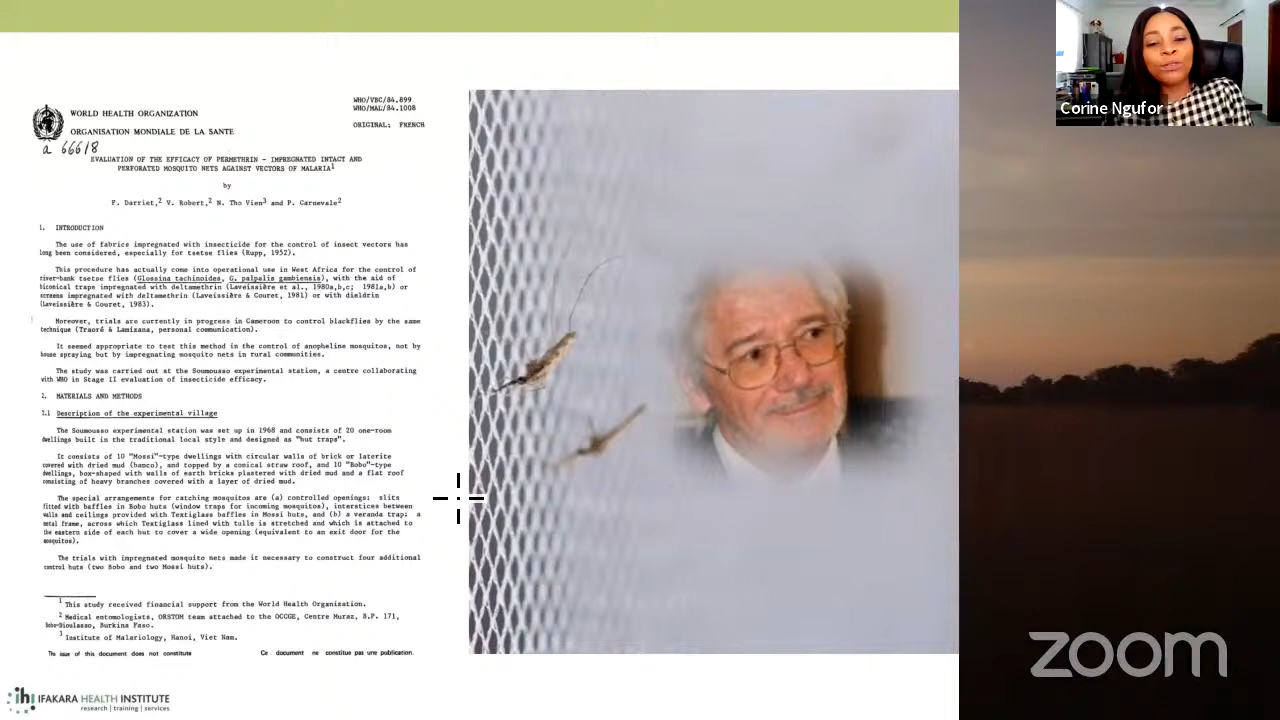 WHO/VBC/84.899
WHO/MAL/84.1008
WORLD HEALTH ORGANIZATION
ORIGINAL: FRENCH
ORGANISATION MONDIALE DE LA SANTE
a 66618
EVALUATION OF THE EFFICACY OF PERMETHRIN - IMPREGNATED INTACT AND
PERFORATED MOSQUITO NETS AGAINST VECTORS OF MALARIA1
by
F. Darriet,2 V. Robert,2 N. Tho Vien3 and P. Carnevale2
1. INTRODUCTION
The use of fabrics impregnated with insecticide for the control of insect vectors has
long been considered, especially for tsetse flies (Rupp, 1952).
This procedure has actually come into operational use in West Africa for the control of
river-bank tsetse flies (Glossina tachinoides, G. palpalis gambiensis), with the aid of
biconical traps impregnated with deltamethrin (Laveissière et al., 1980a,b,c; 1981a,b) or
screens impregnated with deltamethrin (Laveissière & Couret, 1981) or with dieldrin
(Laveissière & Couret, 1983).
Moreover, trials are currently in progress in Cameroon to control blackflies by the same
technique (Traoré & Lamizana, personal communication).
It seemed appropriate to test this method in the control of anopheline mosquitos, not by
house spraying but by impregnating mosquito nets in rural communities.
The study was carried out at the Soumousso experimental station, a centre collaborating
with WHO in Stage II evaluation of insecticide efficacy.
MATERIALS AND METHODS
Description of the experimental village
The Soumousso experimental station was set up in 1968 and consists of 20 one-room
dwellings built in the traditional local style and designed as "hut traps".
It consists of 10 "Mossi"-type dwellings with circular walls of brick or laterite
covered with dried mud (banco), and topped by a conical straw roof, and 10 "Bobo"-type
dwellings, box-shaped with walls of earth bricks plastered with dried mud and a flat roof
consisting of heavy branches covered with a layer of dried mud.
The special arrangements for catching mosquitos are (a) controlled openings: slits
fitted with baffles in Bobo huts (window traps for incoming mosquitos), interstices between
walls and ceilings provided with Textiglass baffles in Mossi huts, and (b) a veranda trap: a
metal frame, across which Textiglass lined with tulle is stretched and which is attached to
the eastern side of each hut to cover a wide opening (equivalent to an exit door for the
mosquitos).
The trials with impregnated mosquito nets made it necessary to construct four additional
control huts (two Bobo and two Mossi huts).
1 This study received financial support from the World Health Organization.
2 Medical entomologists, ORSTOM team attached to the OCCGE, Centre Muraz, B.P. 171,
Bobo-Dioulasso, Burkina Faso.
3 Institute of Malariology, Hanoi, Viet Nam.
The issue of this document does not constitute
Ce document ne constitue pas une publication.
ihi IFAKARA HEALTH INSTITUTE
research | training | services
Corine Ngufor
zoom